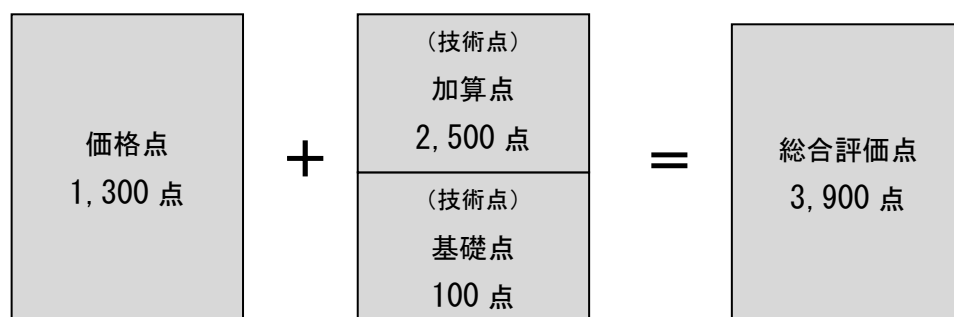 価格点
1,300 点
+
(技術点)
加算点
2,500 点
(技術点)
基礎点
100 点
=
総合評価点
3,900 点